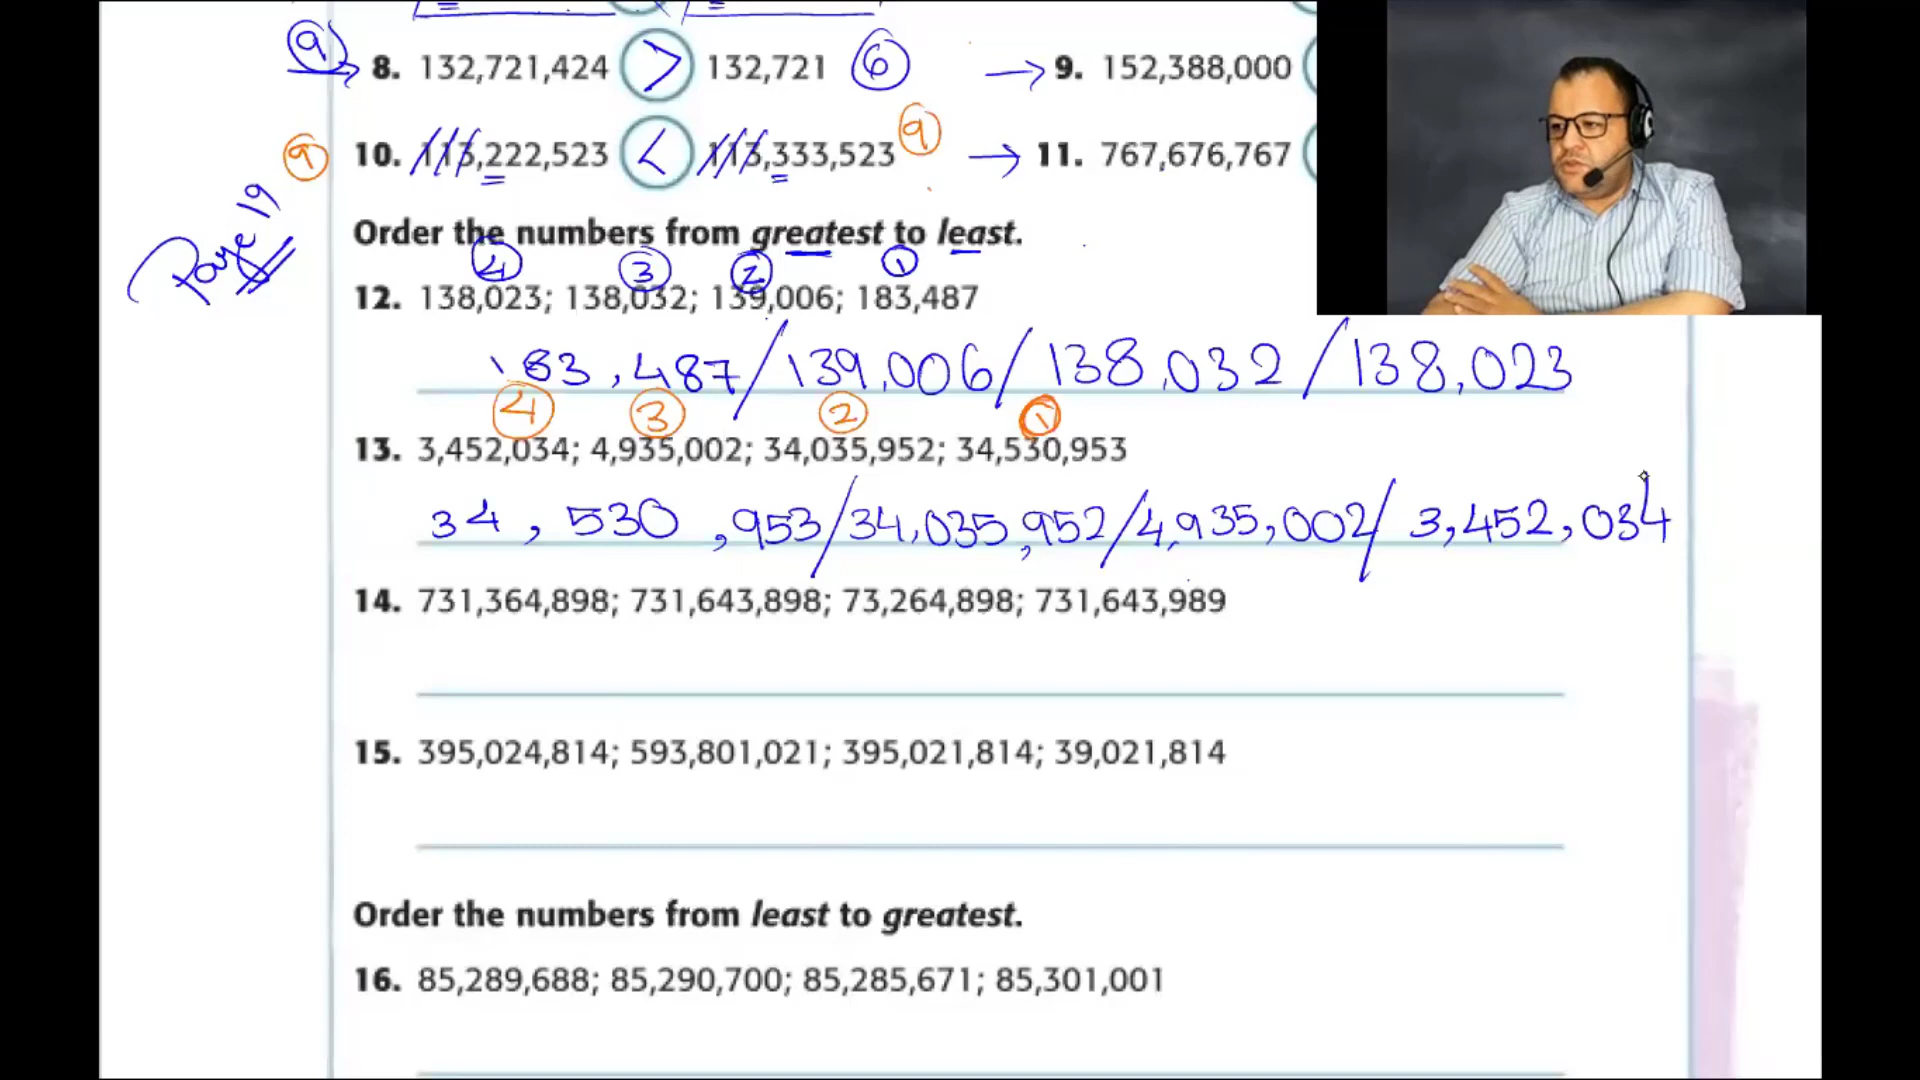 9 8. 132,721,424 > 132,721 6 → 9. 152,388,000
9 10. 113,222,523 < 113,333,523 9 → 11. 767,676,767
Page 19
Order the numbers from greatest to least.
4 3 2 1
12. 138,023; 138,032; 139,006; 183,487
183,487/139,006/138,032/138,023
4 3 2 1
13. 3,452,034; 4,935,002; 34,035,952; 34,530,953
34,530,953/34,035,952/4,935,002/3,452,034
14. 731,364,898; 731,643,898; 73,264,898; 731,643,989
15. 395,024,814; 593,801,021; 395,021,814; 39,021,814
Order the numbers from least to greatest.
16. 85,289,688; 85,290,700; 85,285,671; 85,301,001